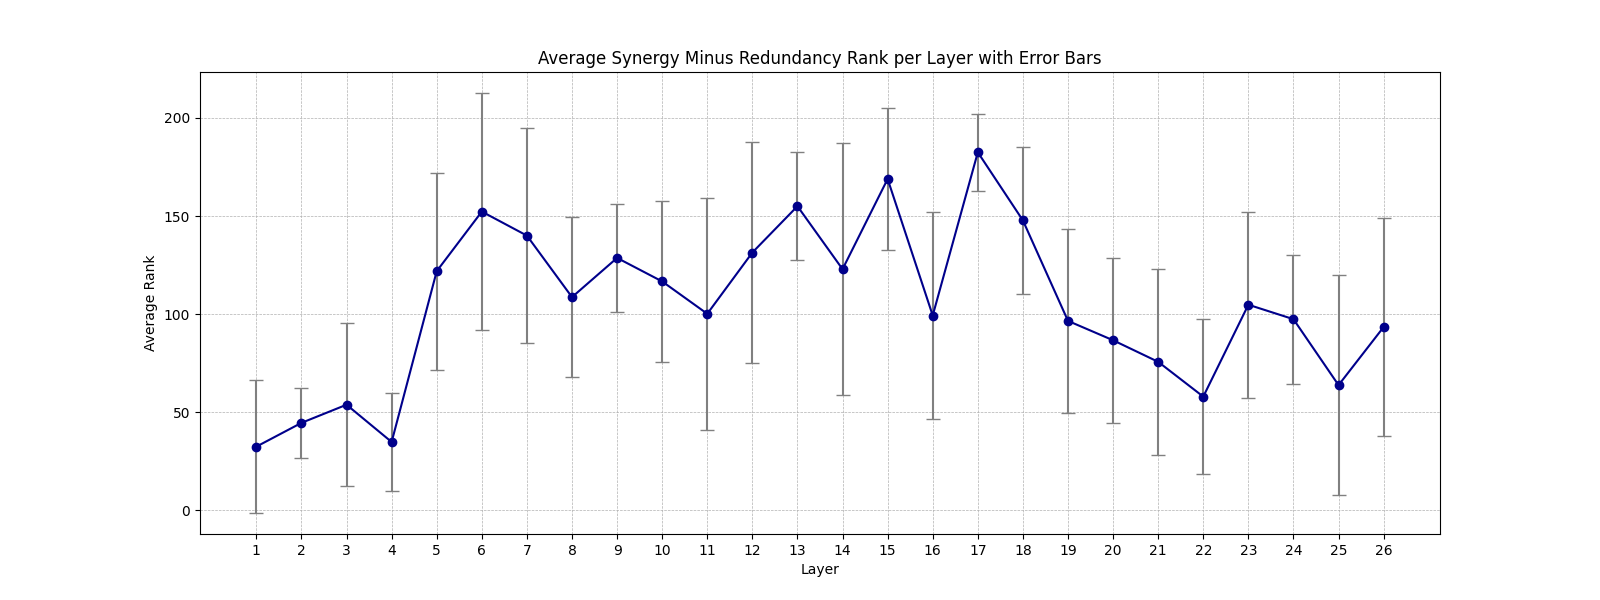 Average Synergy Minus Redundancy Rank per Layer with Error Bars
Average Rank
200
150
100
50
0
1 2 3 4 5 6 7 8 9 10 11 12 13 14 15 16 17 18 19 20 21 22 23 24 25 26
Layer